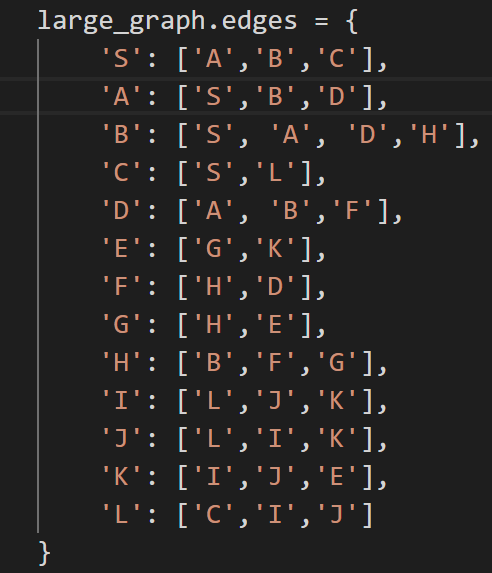 large_graph.edges = {
    'S': ['A','B','C'],
    'A': ['S','B','D'],
    'B': ['S', 'A', 'D','H'],
    'C': ['S','L'],
    'D': ['A', 'B','F'],
    'E': ['G','K'],
    'F': ['H','D'],
    'G': ['H','E'],
    'H': ['B','F','G'],
    'I': ['L','J','K'],
    'J': ['L','I','K'],
    'K': ['I','J','E'],
    'L': ['C','I','J']
}